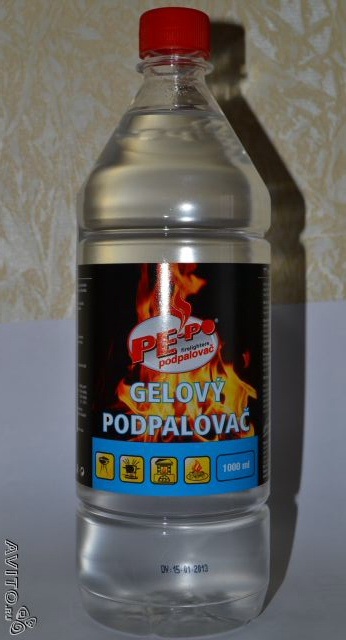 PE-PO®
firelighters
podpalovač
GELOVÝ
PODPALOVAČ
1000 ml
DV 15-01-2013
AVITO.ru